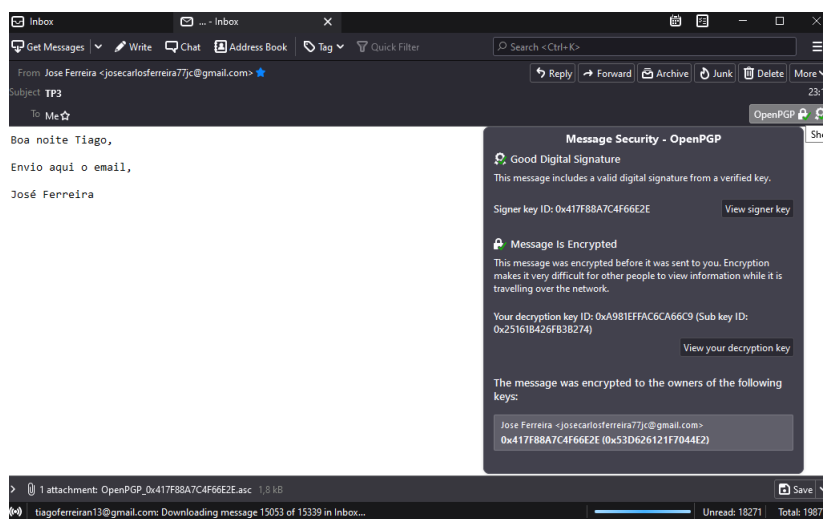 Inbox
... - Inbox
Get Messages Write Chat Address Book Tag Quick Filter Search <Ctrl+K>
From Jose Ferreira <josecarlosferreira77jc@gmail.com> Reply Forward Archive Junk Delete More
Subject TP3
To Me OpenPGP
Boa noite Tiago,
Envio aqui o email,
José Ferreira
Message Security - OpenPGP
Good Digital Signature
This message includes a valid digital signature from a verified key.
Signer key ID: 0x417F88A7C4F66E2E View signer key
Message Is Encrypted
This message was encrypted before it was sent to you. Encryption
makes it very difficult for other people to view information while it is
travelling over the network.
Your decryption key ID: 0xA981EFFAC6CA66C9 (Sub key ID:
0x25161B426FB3B274)
View your decryption key
The message was encrypted to the owners of the following
keys:
Jose Ferreira <josecarlosferreira77jc@gmail.com>
0x417F88A7C4F66E2E (0x53D626121F7044E2)
1 attachment: OpenPGP_0x417F88A7C4F66E2E.asc 1,8 kB Save
tiagoferreiran13@gmail.com: Downloading message 15053 of 15339 in Inbox... Unread: 18271 Total: 1987